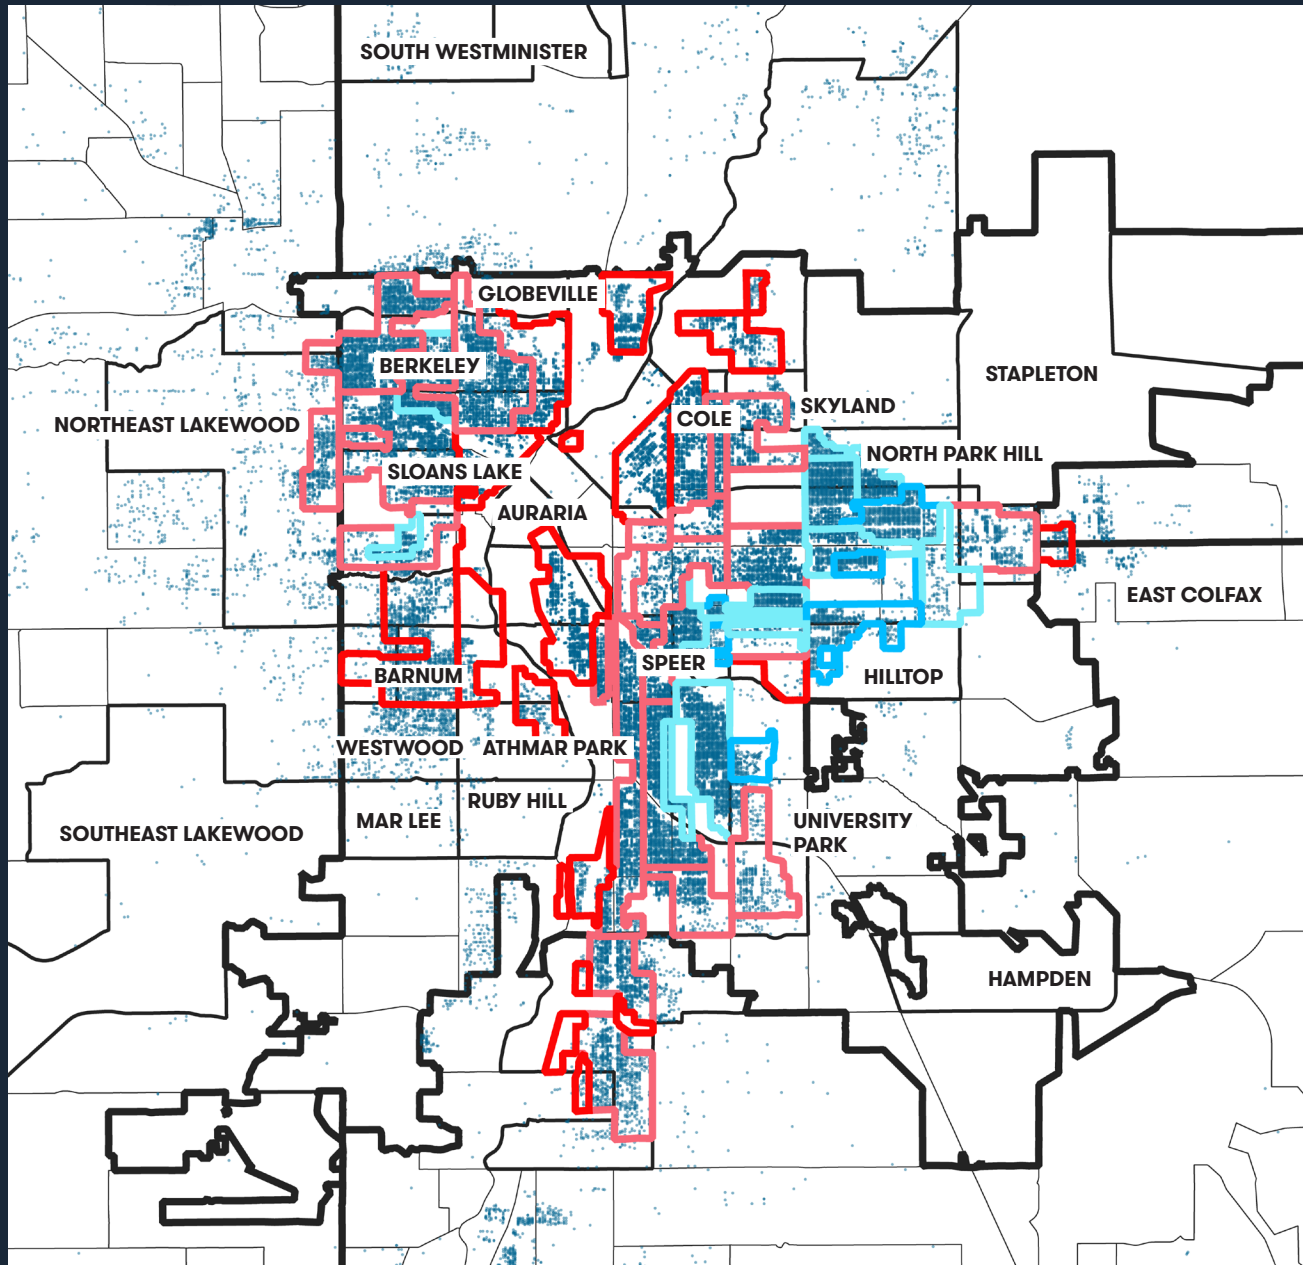 SOUTH WESTMINISTER
GLOBEVILLE
BERKELEY
STAPLETON
SKYLAND
COLE
NORTHEAST LAKEWOOD
NORTH PARK HILL
SLOANS LAKE
AURARIA
EAST COLFAX
SPEER
BARNUM
HILLTOP
WESTWOOD
ATHMAR PARK
RUBY HILL
MAR LEE
UNIVERSITY
PARK
SOUTHEAST LAKEWOOD
HAMPDEN